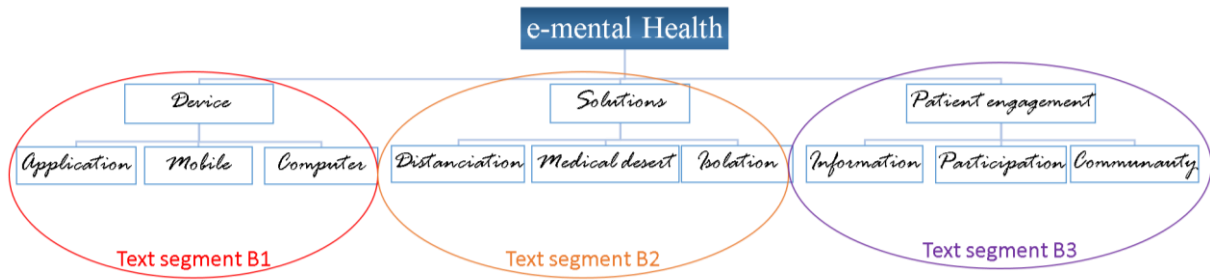 e-mental Health
Device
Solutions
Patient engagement
Application
Mobile
Computer
Distanciation
Medical desert
Isolation
Information
Participation
Communauty
Text segment B1
Text segment B2
Text segment B3